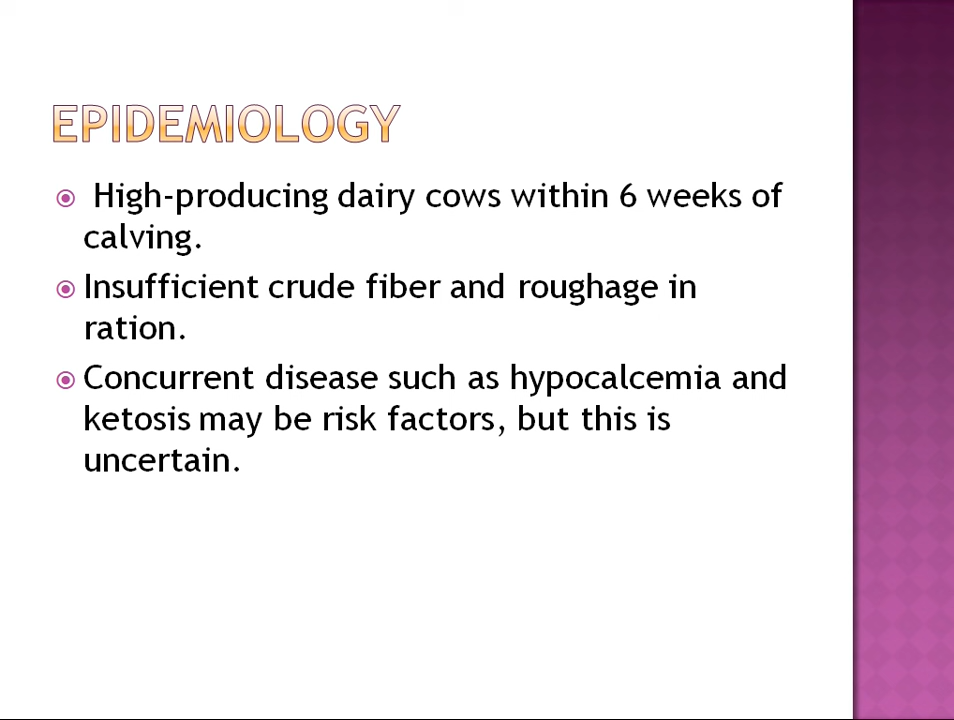 EPIDEMIOLOGY
High-producing dairy cows within 6 weeks of
calving.
Insufficient crude fiber and roughage in
ration.
Concurrent disease such as hypocalcemia and
ketosis may be risk factors, but this is
uncertain.